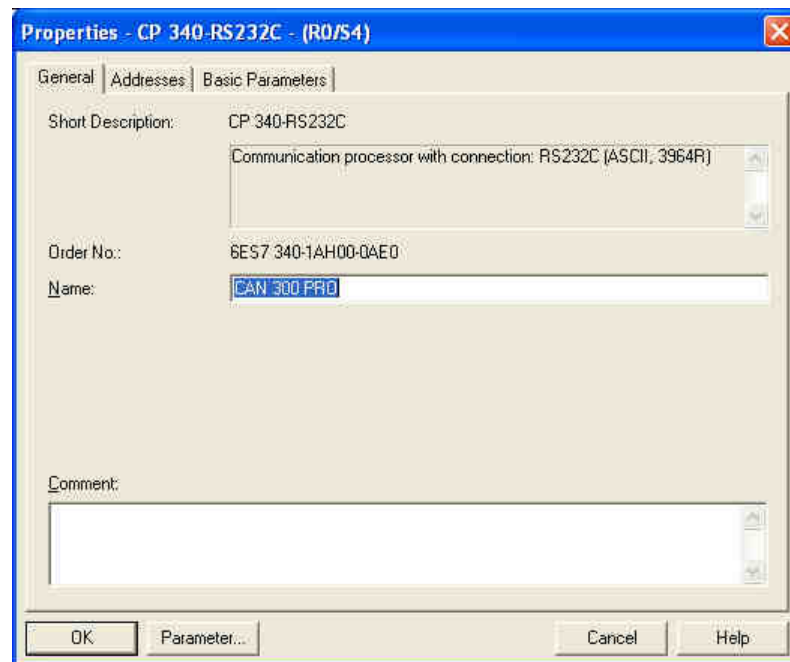 Properties - CP 340-RS232C - (R0/S4)
General Addresses Basic Parameters
Short Description: CP 340-RS232C
Communication processor with connection: RS232C (ASCII, 3964R)
Order No.: 6ES7 340-1AH00-0AE0
Name: CAN 300 PRO
Comment:
OK Parameter... Cancel Help